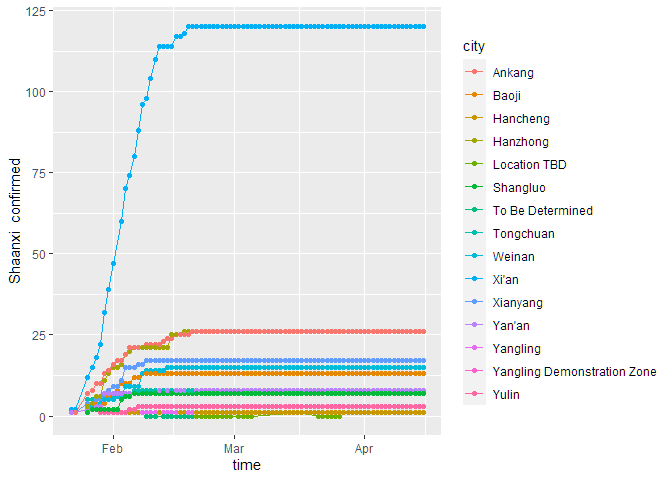 125
100
75
50
25
0
Shaanxi confirmed
Feb
Mar
Apr
time
city
Ankang
Baoji
Hancheng
Hanzhong
Location TBD
Shangluo
To Be Determined
Tongchuan
Weinan
Xi'an
Xianyang
Yan'an
Yangling
Yangling Demonstration Zone
Yulin